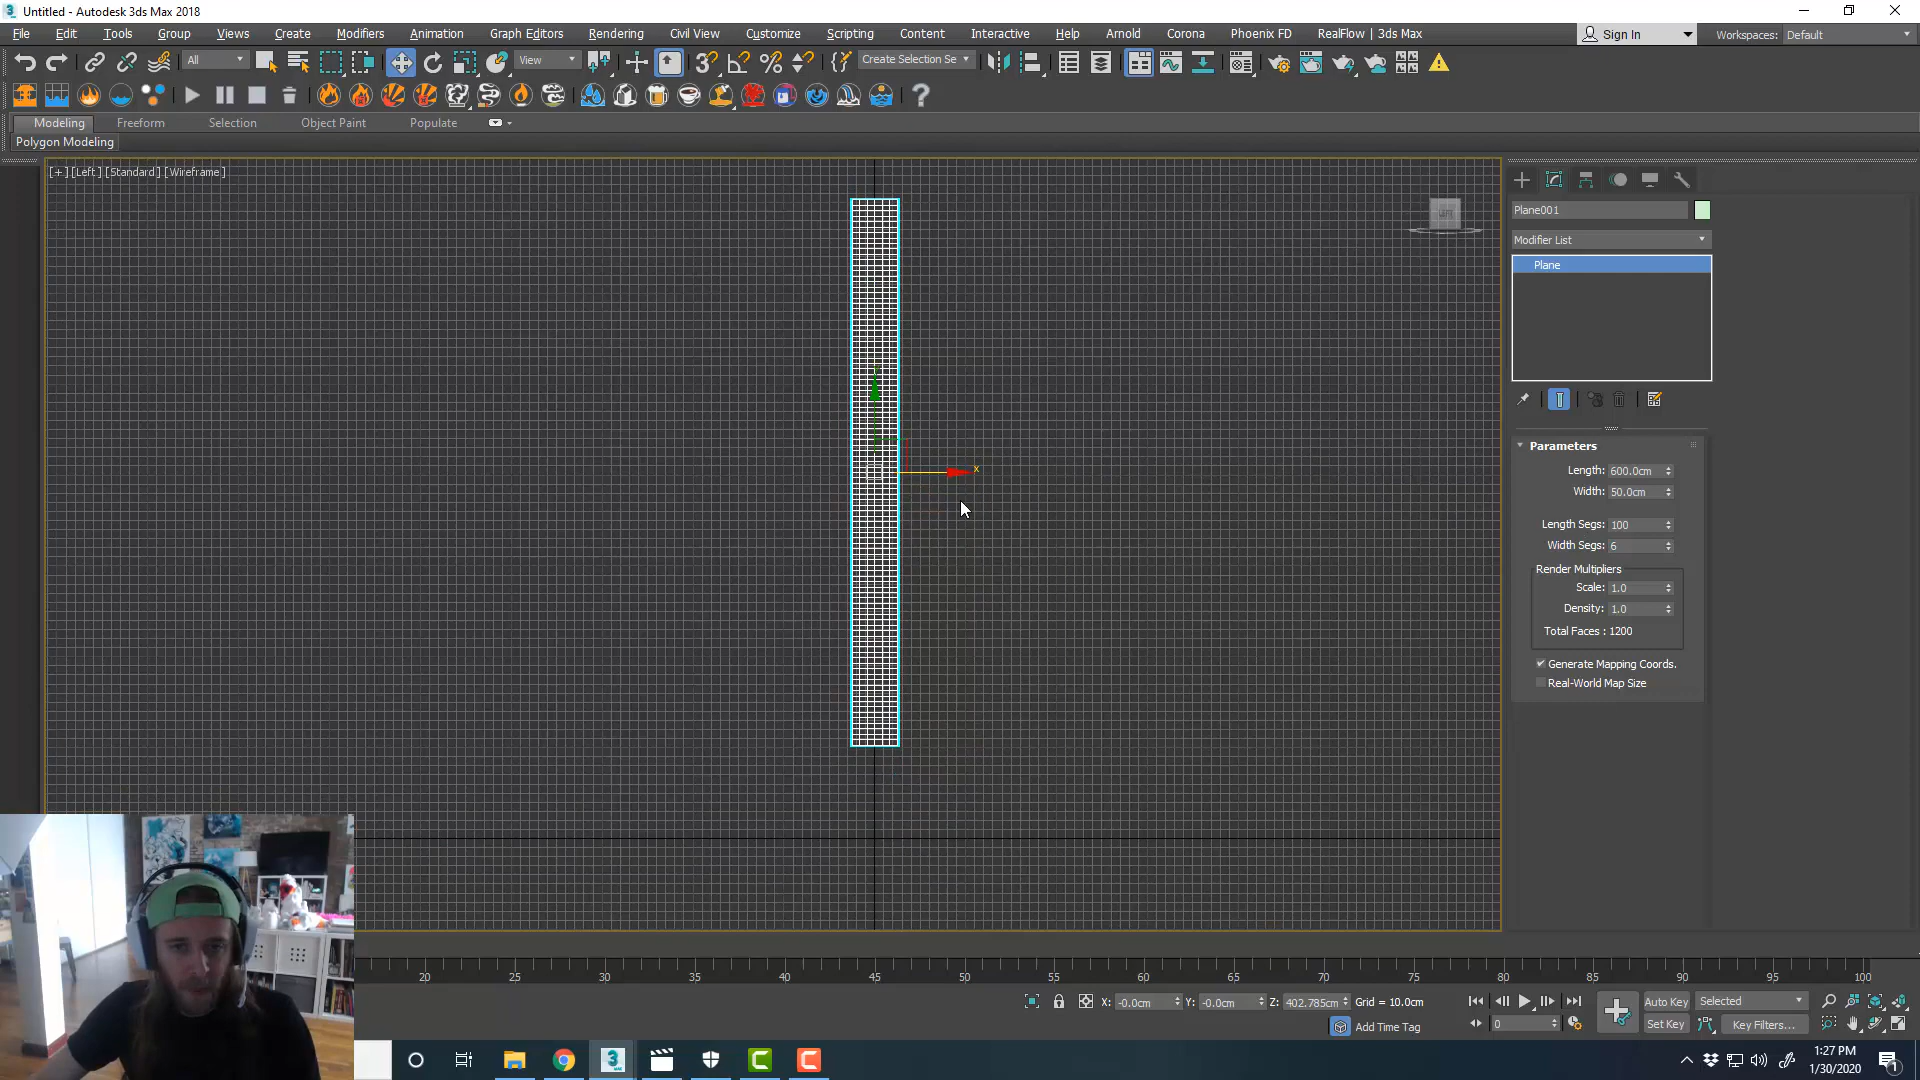 Untitled - Autodesk 3ds Max 2018
File Edit Tools Group Views Create Modifiers Animation Graph Editors Rendering Civil View Customize Scripting Content Interactive Help Arnold Corona Phoenix FD RealFlow | 3ds Max Sign In Workspaces: Default
All View Create Selection Se
Modeling Freeform Selection Object Paint Populate
Polygon Modeling
[+] [Left] [Standard] [Wireframe]
LEFT
Plane001
Modifier List
Plane
x
Parameters
Length: 600.0cm
Width: 50.0cm
Length Segs: 100
Width Segs: 6
Render Multipliers
Scale: 1.0
Density: 1.0
Total Faces : 1200
Generate Mapping Coords.
Real-World Map Size
20 25 30 35 40 45 50 55 60 65 70 75 80 85 90 95 100
X: -0.0cm Y: -0.0cm Z: 402.785cm Grid = 10.0cm Auto Key Selected
Add Time Tag 0 Set Key Key Filters...
1:27 PM
1/30/2020
1